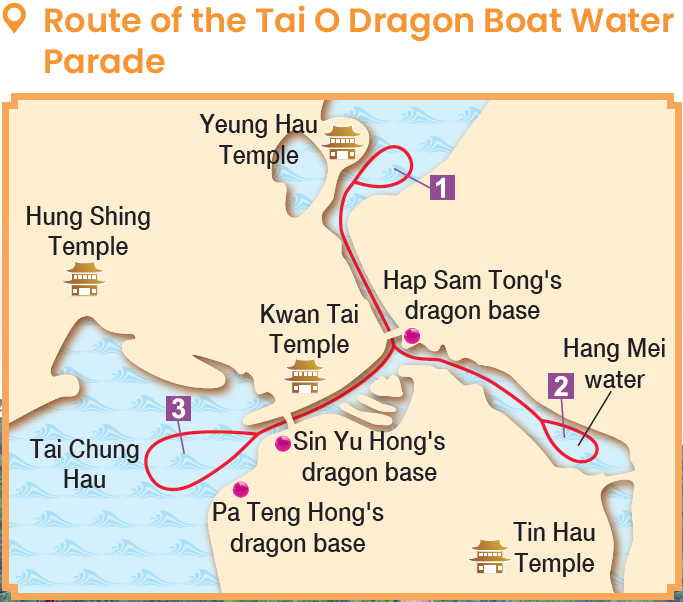 Route of the Tai O Dragon Boat Water
Parade
Yeung Hau
Temple
1
Hung Shing
Temple
Hap Sam Tong's
dragon base
Kwan Tai
Temple
Hang Mei
water
2
3
Tai Chung
Hau
Sin Yu Hong's
dragon base
Pa Teng Hong's
dragon base
Tin Hau
Temple